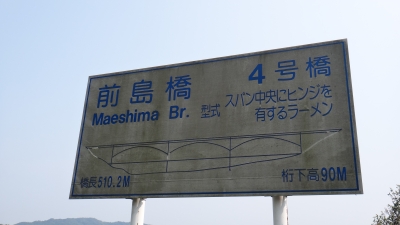 前島橋 4号橋
Maeshima Br. 型式 スパン中央にヒンジを
有するラーメン
橋長510.2M 桁下高90M